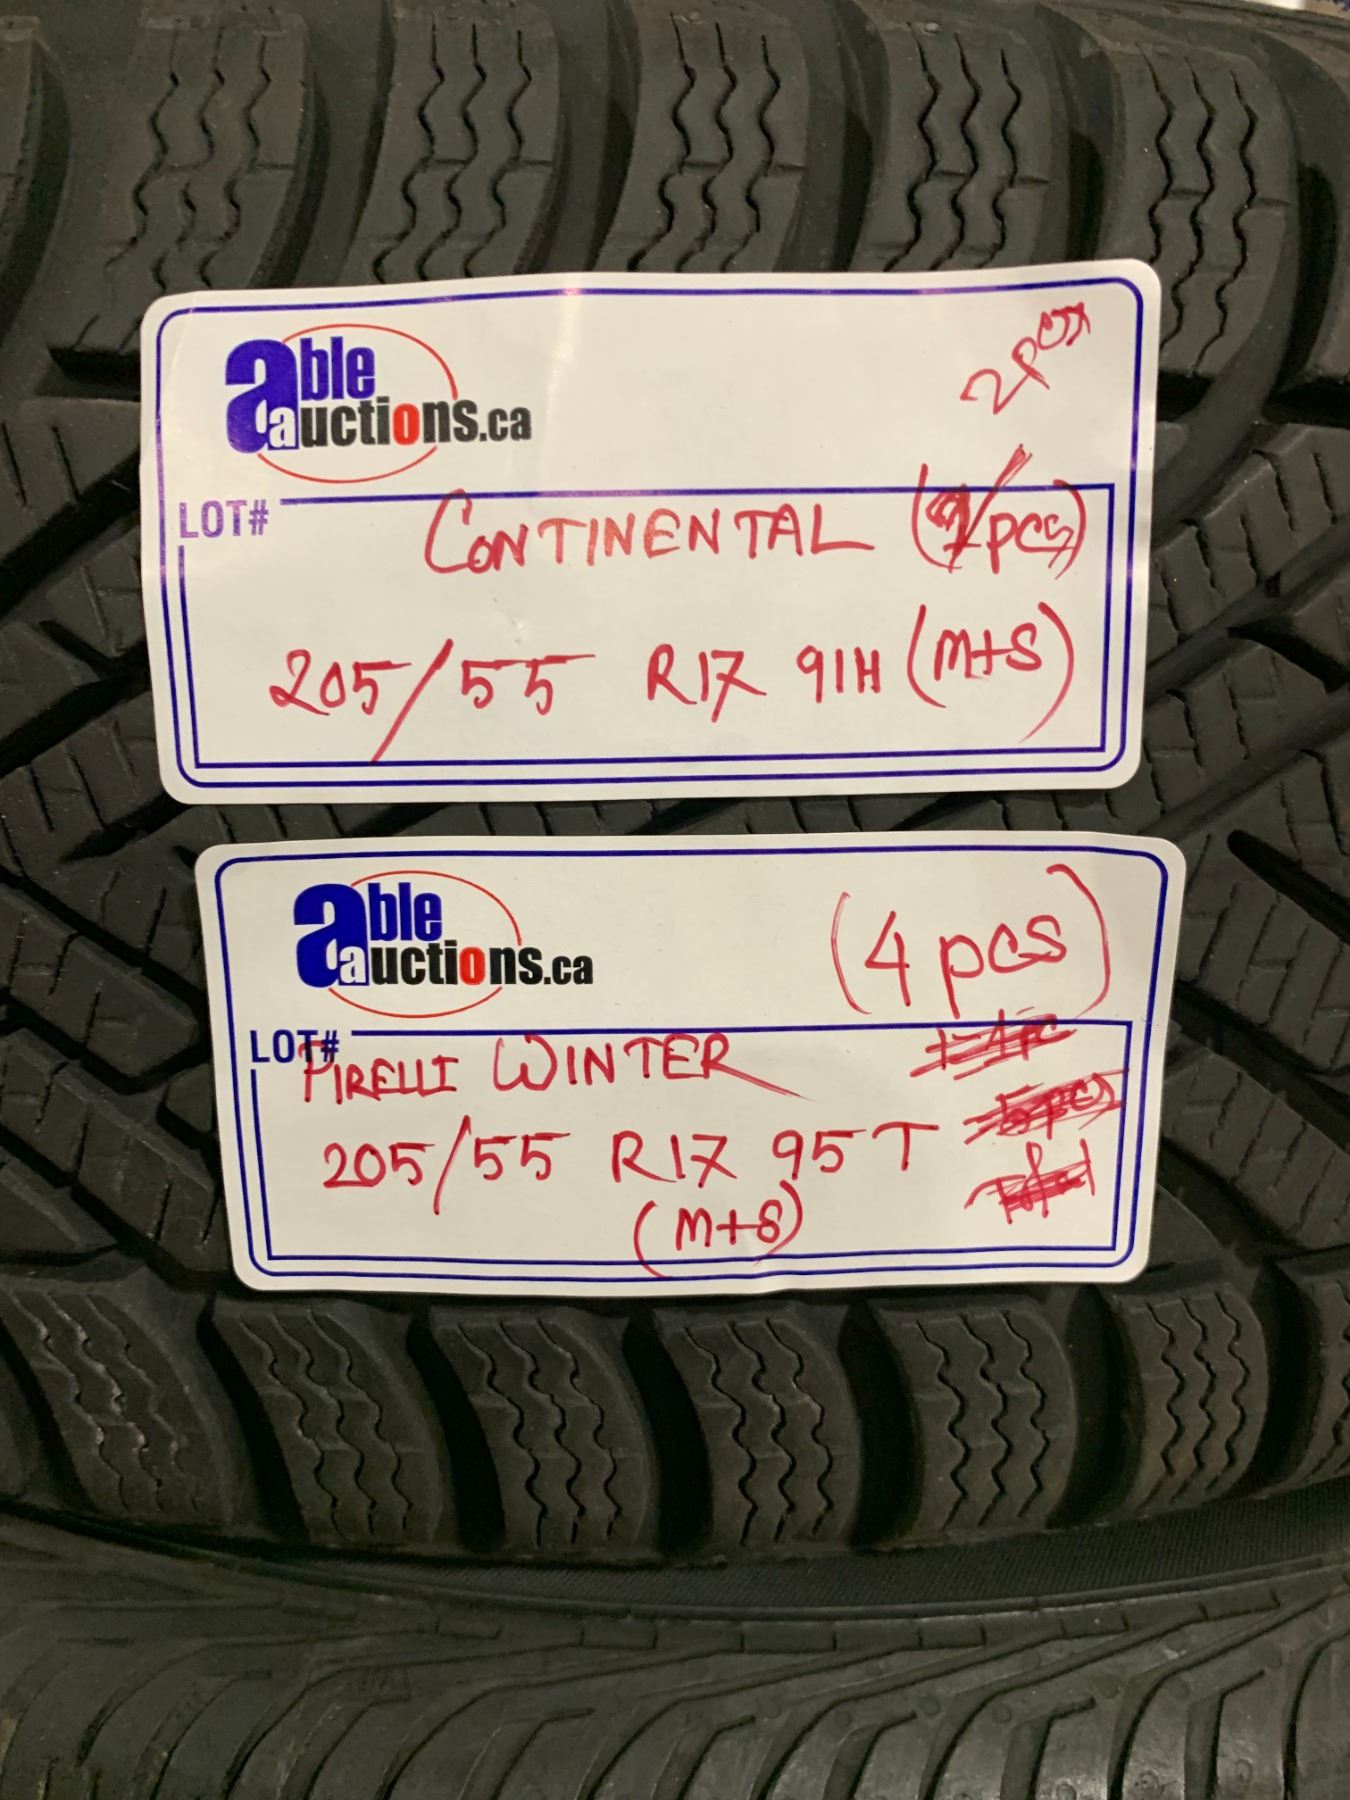 able
auctions.ca
2pcs
LOT#
CONTINENTAL (pcs)
205/55 R17 91H (M+S)
able
auctions.ca
(4 pcs)
LOT#
PIRELLI WINTER
205/55 R17 95T
(M+S)